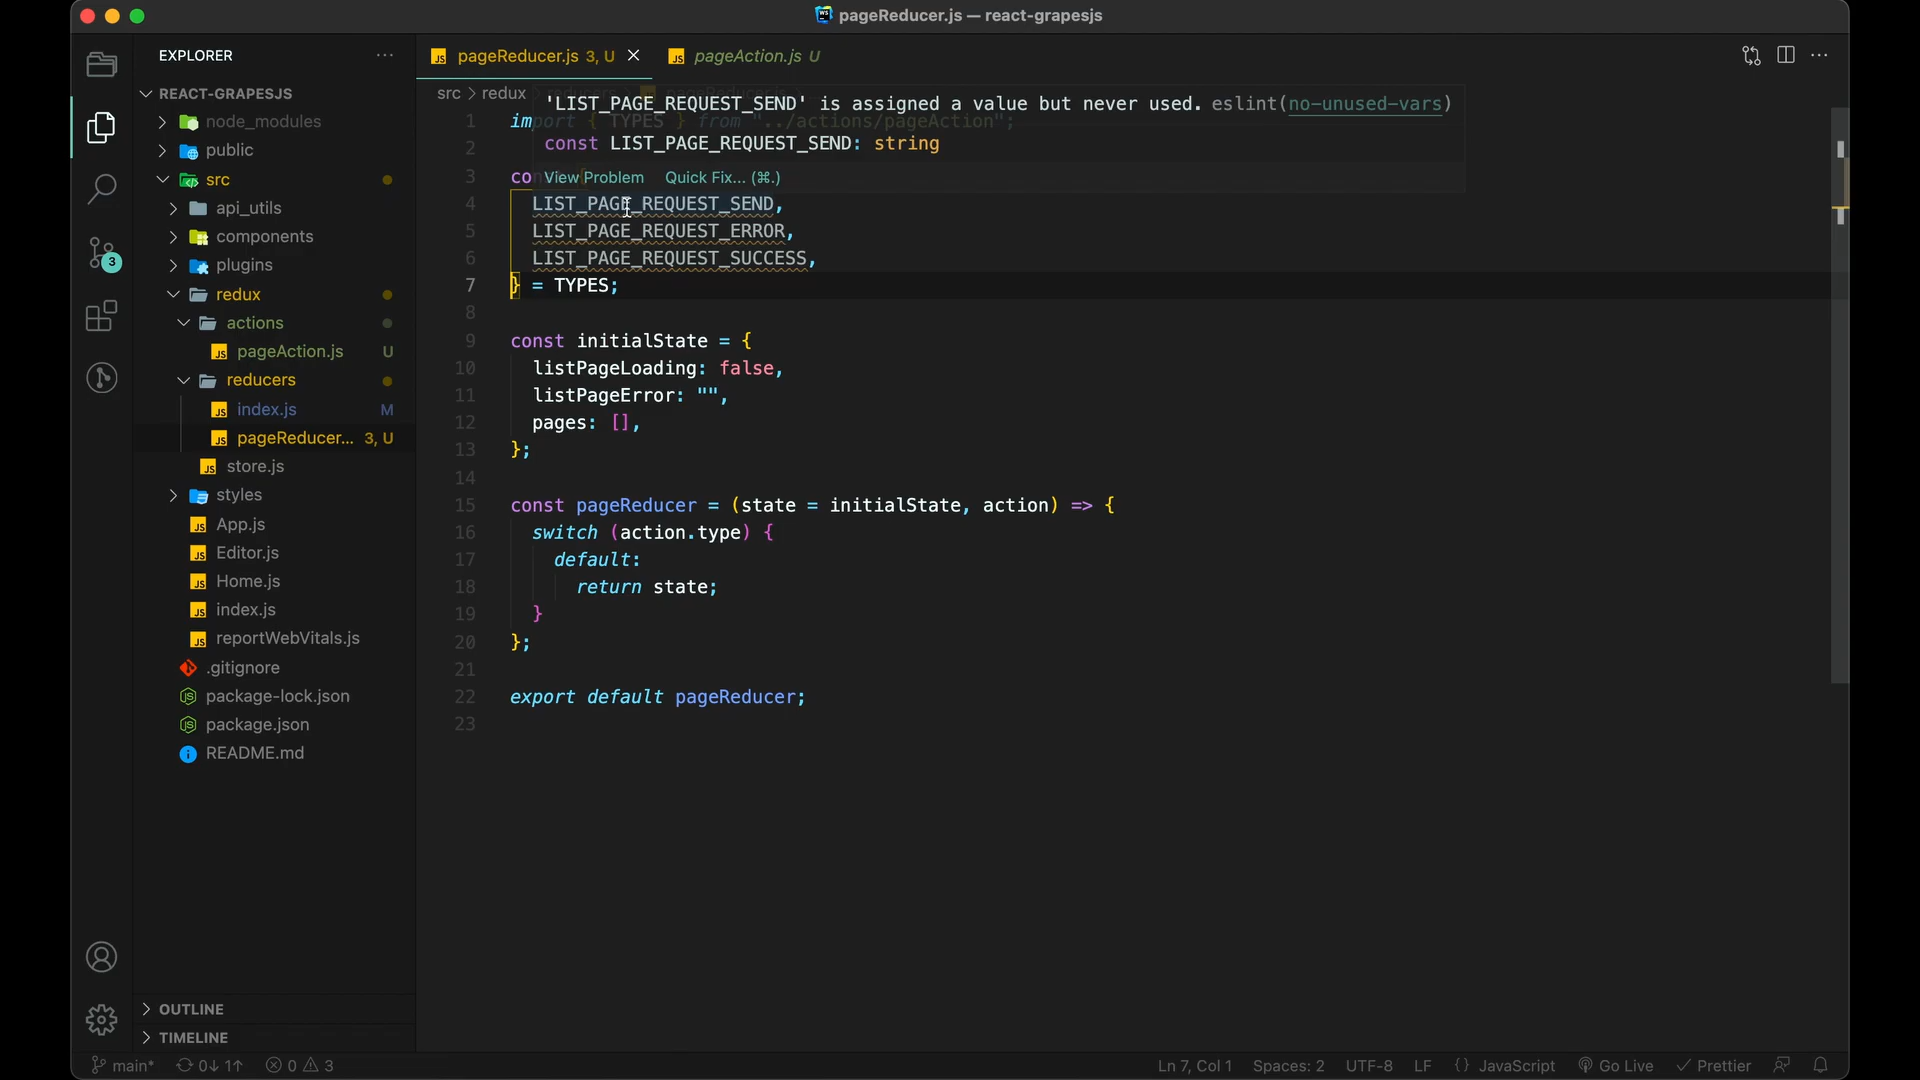 pageReducer.js — react-grapesjs
EXPLORER
pageReducer.js 3, U
pageAction.js U
REACT-GRAPESJS
node_modules
public
src
api_utils
components
plugins
redux
actions
pageAction.js U
reducers
index.js M
pageReducer... 3, U
store.js
styles
App.js
Editor.js
Home.js
index.js
reportWebVitals.js
.gitignore
package-lock.json
package.json
README.md
OUTLINE
TIMELINE
3
src > redux
'LIST_PAGE_REQUEST_SEND' is assigned a value but never used. eslint(no-unused-vars)
1 import { TYPES } from "../actions/pageAction";
const LIST_PAGE_REQUEST_SEND: string
2
View Problem Quick Fix... (⌘.)
3 co
4 LIST_PAGE_REQUEST_SEND,
5 LIST_PAGE_REQUEST_ERROR,
6 LIST_PAGE_REQUEST_SUCCESS,
7 } = TYPES;
8
9 const initialState = {
10 listPageLoading: false,
11 listPageError: "",
12 pages: [],
13 };
14
15 const pageReducer = (state = initialState, action) => {
16 switch (action.type) {
17 default:
18 return state;
19 }
20 };
21
22 export default pageReducer;
23
main* 0↓ 1↑ 0 3
Ln 7, Col 1 Spaces: 2 UTF-8 LF {} JavaScript Go Live Prettier